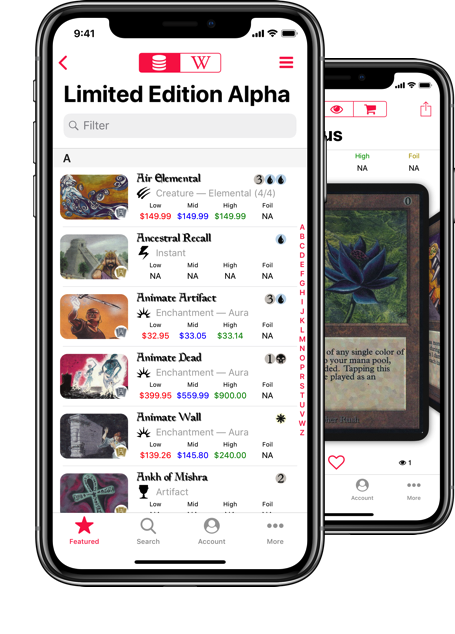 9:41
W
Limited Edition Alpha
Filter
A
Air Elemental 3
Creature — Elemental (4/4)
Low Mid High Foil
$149.99 $149.99 $149.99 NA
Ancestral Recall
Instant
Low Mid High Foil
NA NA NA NA
Animate Artifact 3
Enchantment — Aura
Low Mid High Foil
$32.95 $33.05 $33.14 NA
Animate Dead 1
Enchantment — Aura
Low Mid High Foil
$399.95 $559.99 $900.00 NA
Animate Wall
Enchantment — Aura
Low Mid High Foil
$139.26 $145.80 $240.00 NA
Ankh of Mishra 2
Artifact
Low Mid High Foil
A
B
C
D
E
F
G
H
I
J
K
L
M
N
O
P
R
S
T
U
V
W
Z
Featured Search Account More
us
High Foil
NA NA
0
of any single color of
to your mana pool,
ded. Tapping this
e played as an
Rush
1
Account More